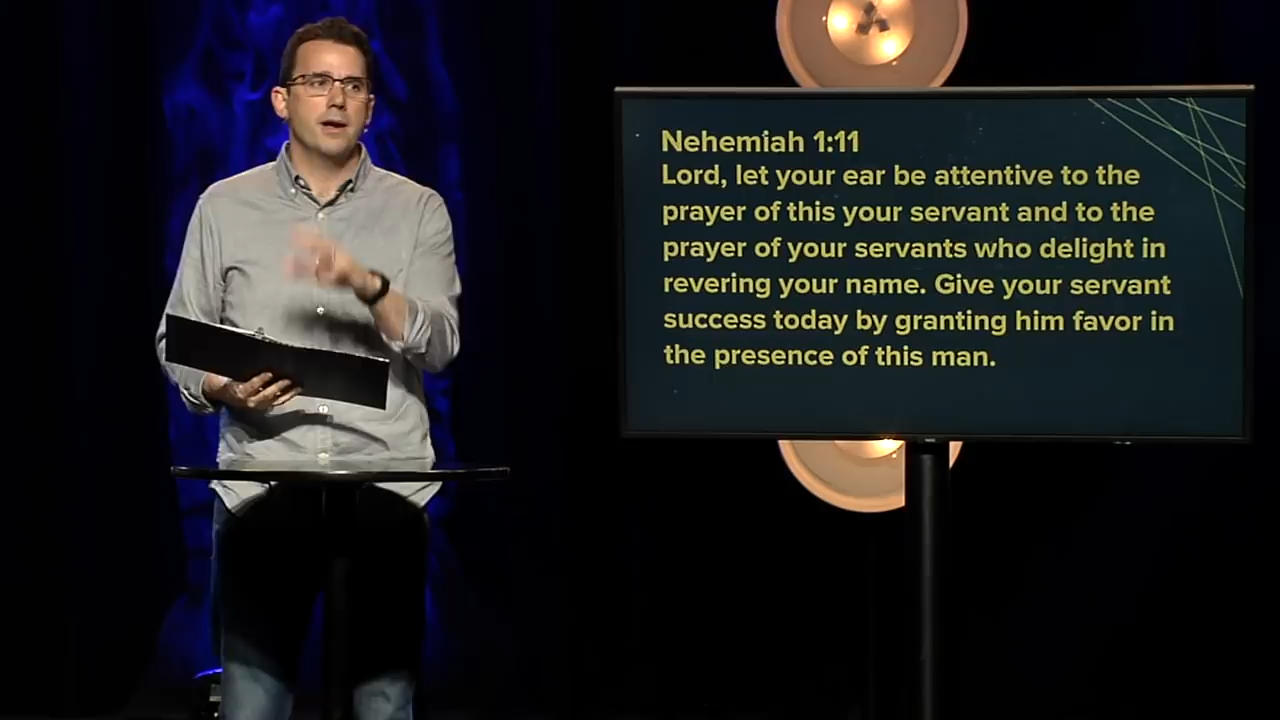 Nehemiah 1:11
Lord, let your ear be attentive to the
prayer of this your servant and to the
prayer of your servants who delight in
revering your name. Give your servant
success today by granting him favor in
the presence of this man.